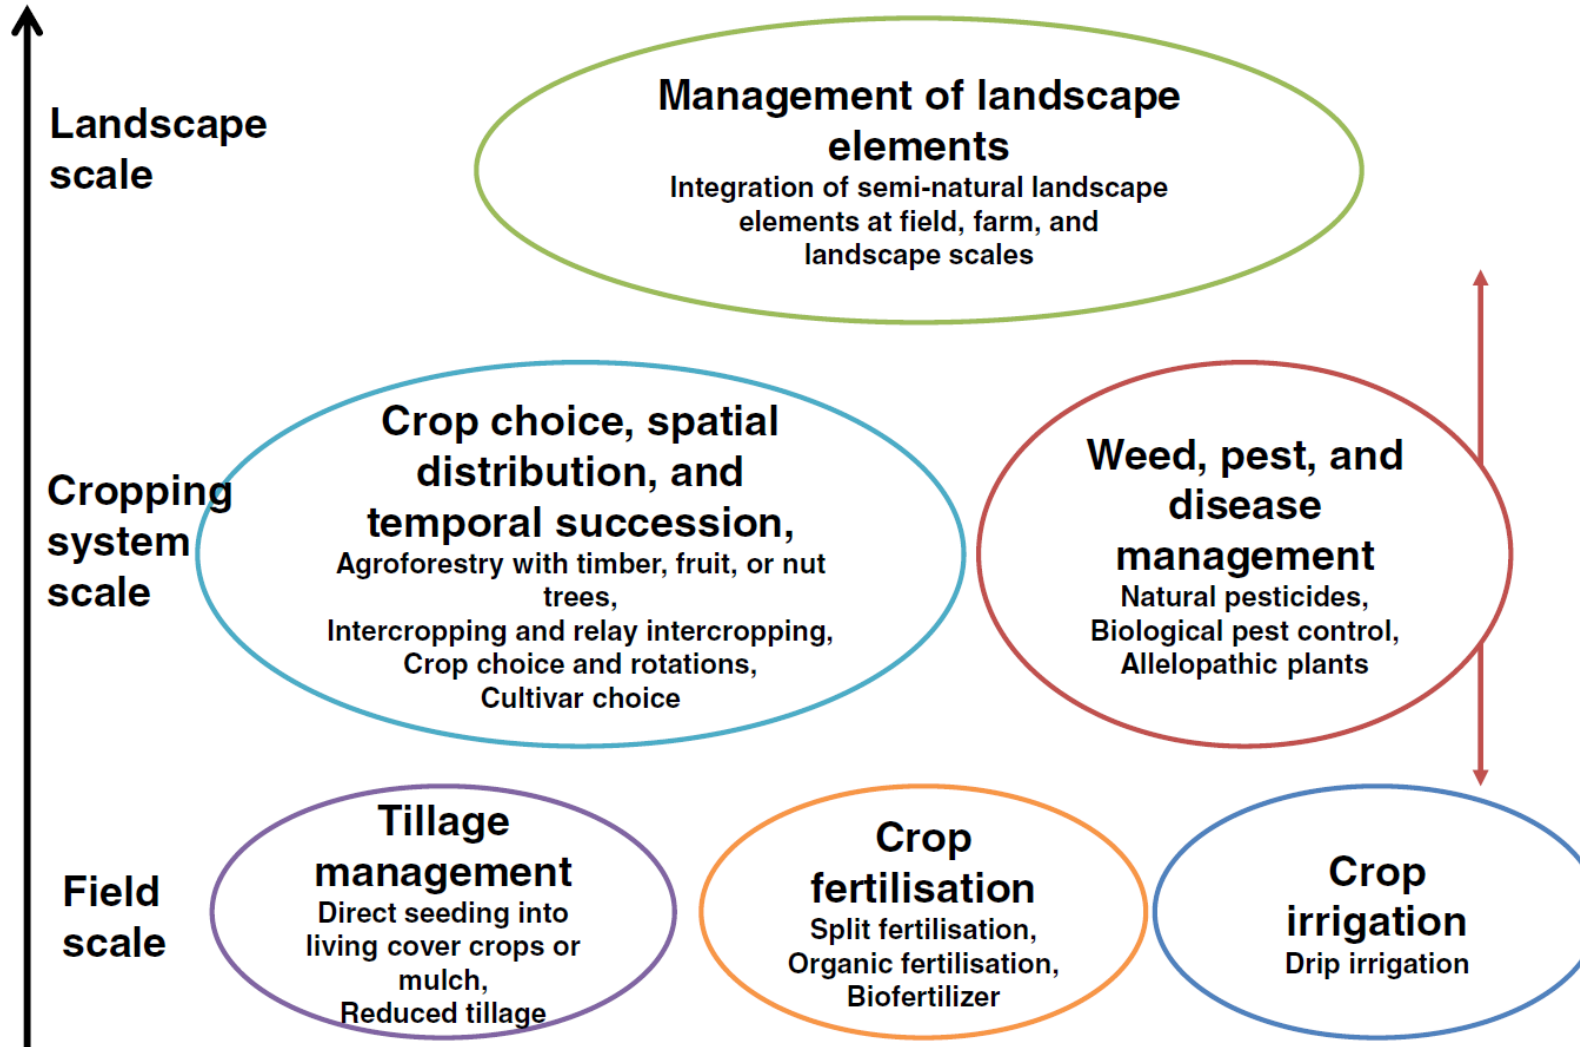 Landscape
scale
Management of landscape
elements
Integration of semi-natural landscape
elements at field, farm, and
landscape scales
Cropping
system
scale
Crop choice, spatial
distribution, and
temporal succession,
Agroforestry with timber, fruit, or nut
trees,
Intercropping and relay intercropping,
Crop choice and rotations,
Cultivar choice
Weed, pest, and
disease
management
Natural pesticides,
Biological pest control,
Allelopathic plants
Field
scale
Tillage
management
Direct seeding into
living cover crops or
mulch,
Reduced tillage
Crop
fertilisation
Split fertilisation,
Organic fertilisation,
Biofertilizer
Crop
irrigation
Drip irrigation